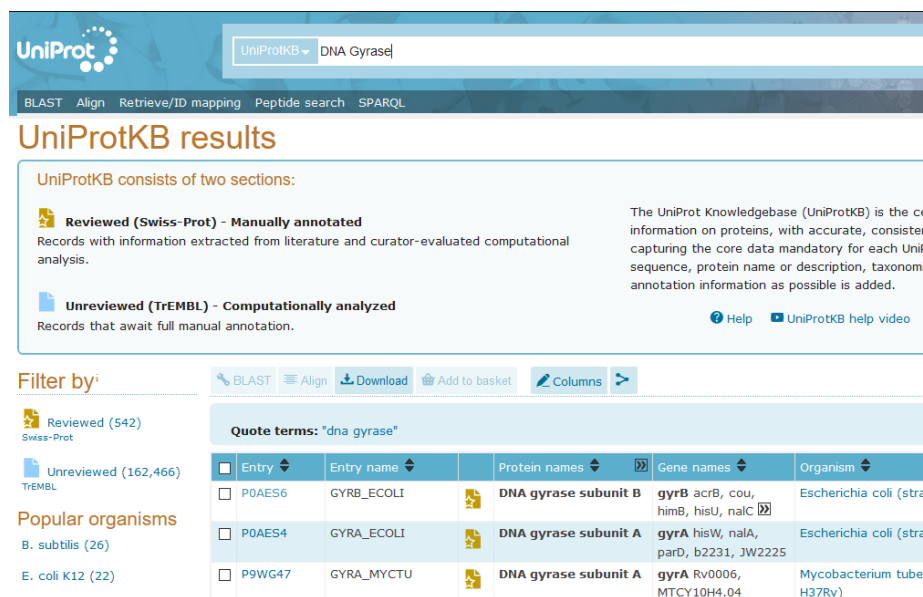 UniProt
UniProtKB
DNA Gyrase
BLAST Align Retrieve/ID mapping Peptide search SPARQL
UniProtKB results
UniProtKB consists of two sections:
Reviewed (Swiss-Prot) - Manually annotated
Records with information extracted from literature and curator-evaluated computational
analysis.
Unreviewed (TrEMBL) - Computationally analyzed
Records that await full manual annotation.
The UniProt Knowledgebase (UniProtKB) is the
information on proteins, with accurate,
capturing the core data mandatory for each
sequence, protein name or description,
annotation information as possible is added.
Help UniProtKB help video
Filter by
BLAST Align Download Add to basket Columns
Reviewed (542)
Swiss-Prot
Unreviewed (162,466)
TrEMBL
Popular organisms
B. subtilis (26)
E. coli K12 (22)
Quote terms: "dna gyrase"
Entry Entry name Protein names Gene names Organism
P0AES6 GYRB_ECOLI DNA gyrase subunit B gyrB acrB, cou, Escherichia coli
himB, hisU, nalC
P0AES4 GYRA_ECOLI DNA gyrase subunit A gyrA hisW, nalA, Escherichia coli
parD, b2231, JW2225
P9WG47 GYRA_MYCTU DNA gyrase subunit A gyrA Rv0006, Mycobacterium
MTCY10H4.04 H37Rv)